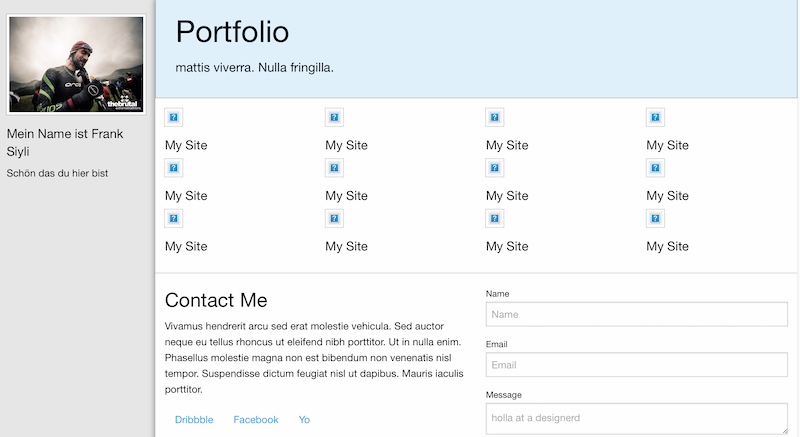 Portfolio
mattis viverra. Nulla fringilla.
orca
thebrutal
Mein Name ist Frank
Siyli
Schön das du hier bist
My Site My Site My Site My Site
My Site My Site My Site My Site
My Site My Site My Site My Site
Contact Me
Vivamus hendrerit arcu sed erat molestie vehicula. Sed auctor
neque eu tellus rhoncus ut eleifend nibh porttitor. Ut in nulla enim.
Phasellus molestie magna non est bibendum non venenatis nisl
tempor. Suspendisse dictum feugiat nisl ut dapibus. Mauris iaculis
porttitor.
Dribbble Facebook Yo
Name
Name
Email
Email
Message
holla at a designerd